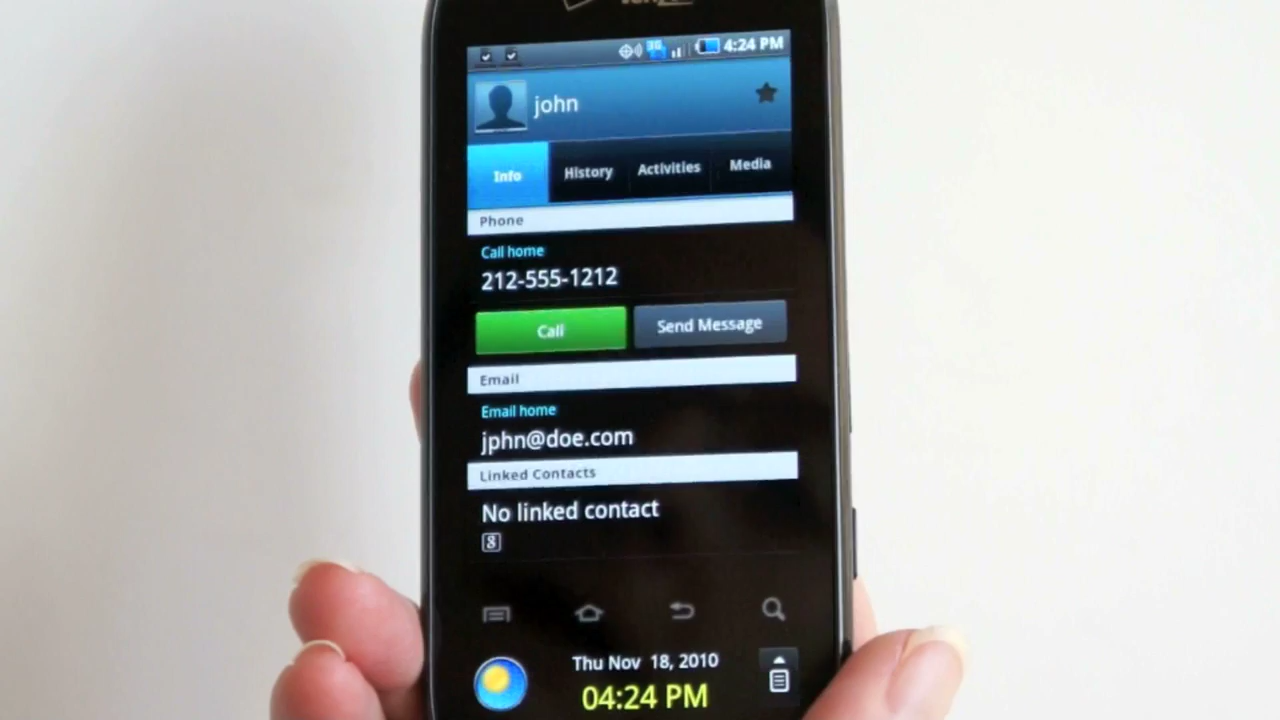 4:24 PM
john
Info History Activities Media
Phone
Call home
212-555-1212
Call Send Message
Email
Email home
jphn@doe.com
Linked Contacts
No linked contact
8
Thu Nov 18, 2010
04:24 PM